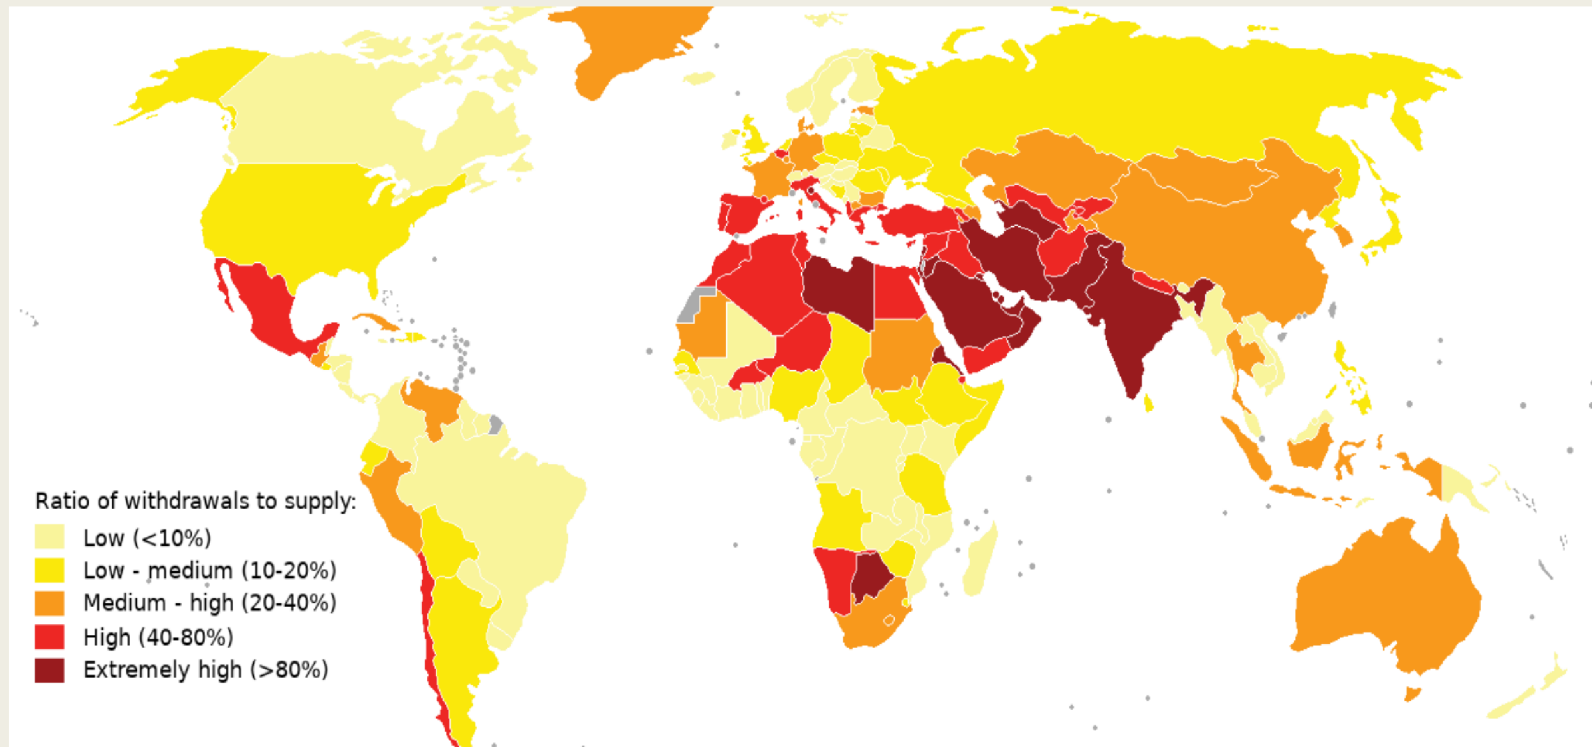 Ratio of withdrawals to supply:
Low (<10%)
Low - medium (10-20%)
Medium - high (20-40%)
High (40-80%)
Extremely high (>80%)